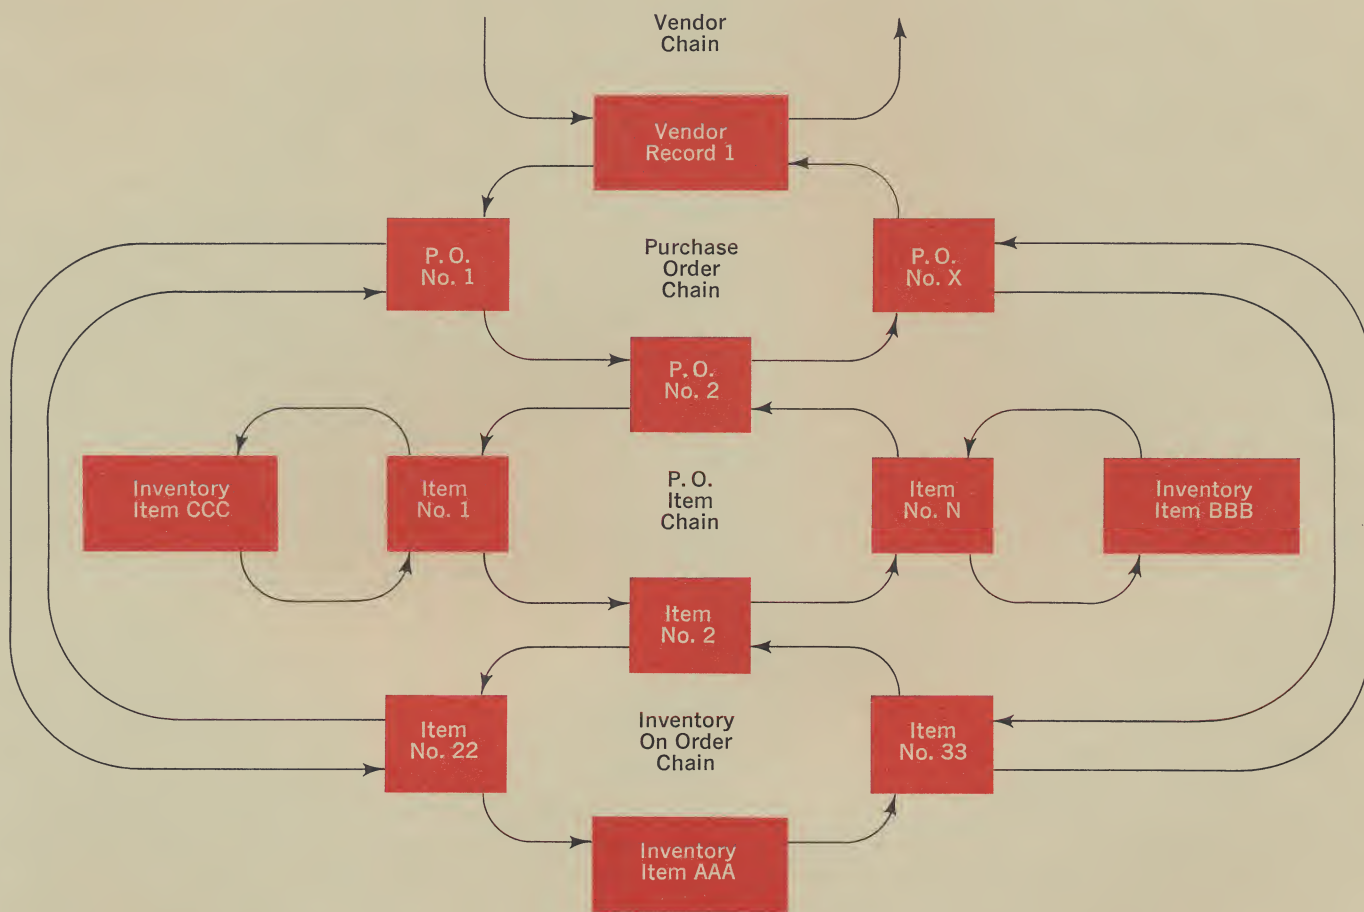 Vendor
Chain
Vendor
Record 1
P. O.
No. 1
Purchase
Order
Chain
P. O.
No. X
P. O.
No. 2
Inventory
Item CCC
Item
No. 1
P. O.
Item
Chain
Item
No. N
Inventory
Item BBB
Item
No. 2
Item
No. 22
Inventory
On Order
Chain
Item
No. 33
Inventory
Item AAA